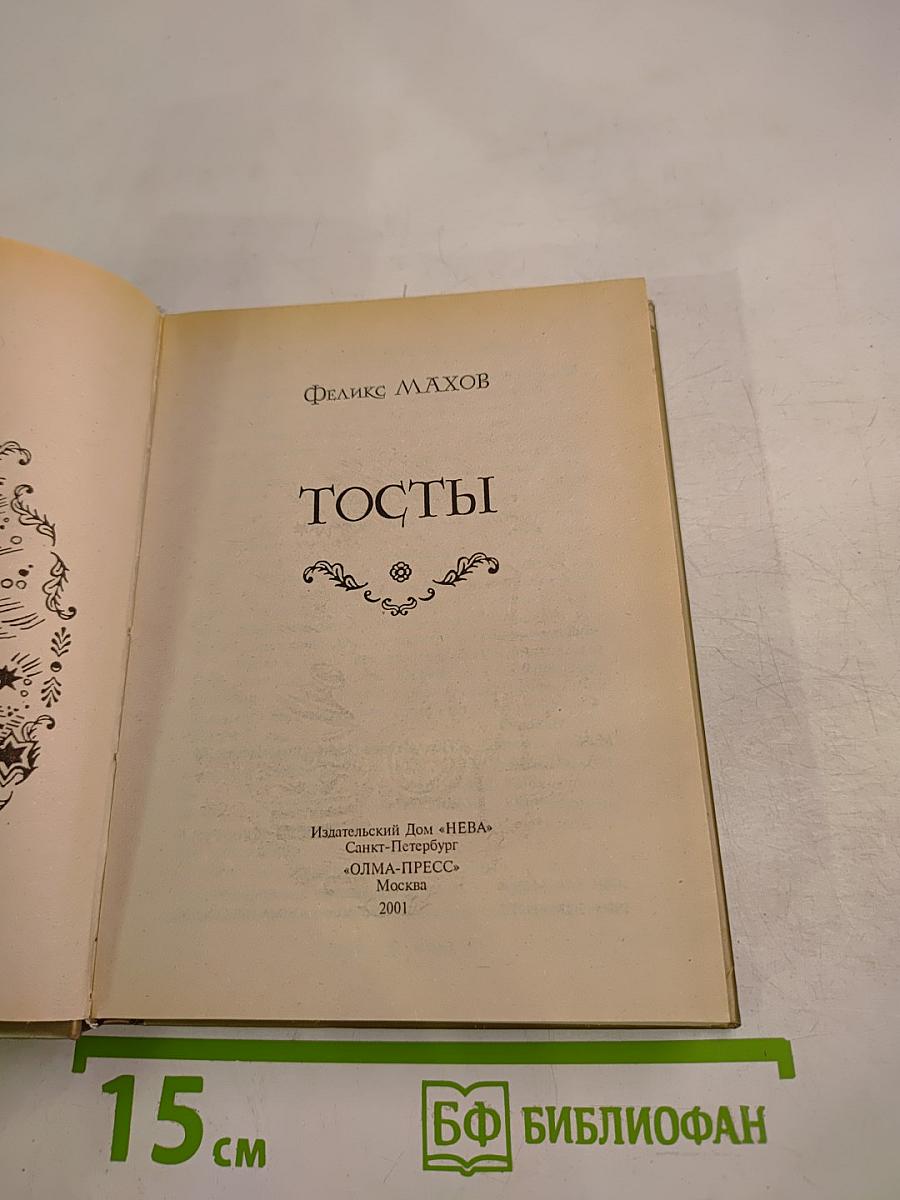 Феликс МАХОВ
ТОСТЫ
Издательский Дом «НЕВА»
Санкт-Петербург
«ОЛМА-ПРЕСС»
Москва
2001
15 см
БФ БИБЛИОФАН